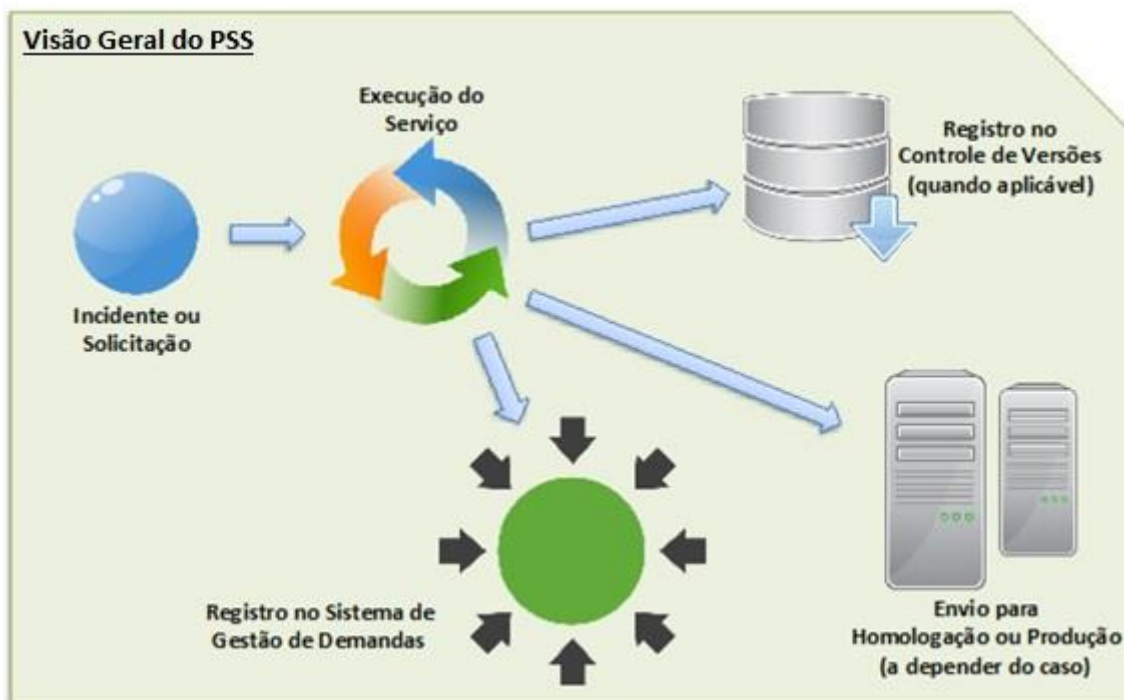 Visão Geral do PSS
Execução do
Serviço
Registro no
Controle de Versões
(quando aplicável)
Incidente ou
Solicitação
Registro no Sistema de
Gestão de Demandas
Envio para
Homologação ou Produção
(a depender do caso)